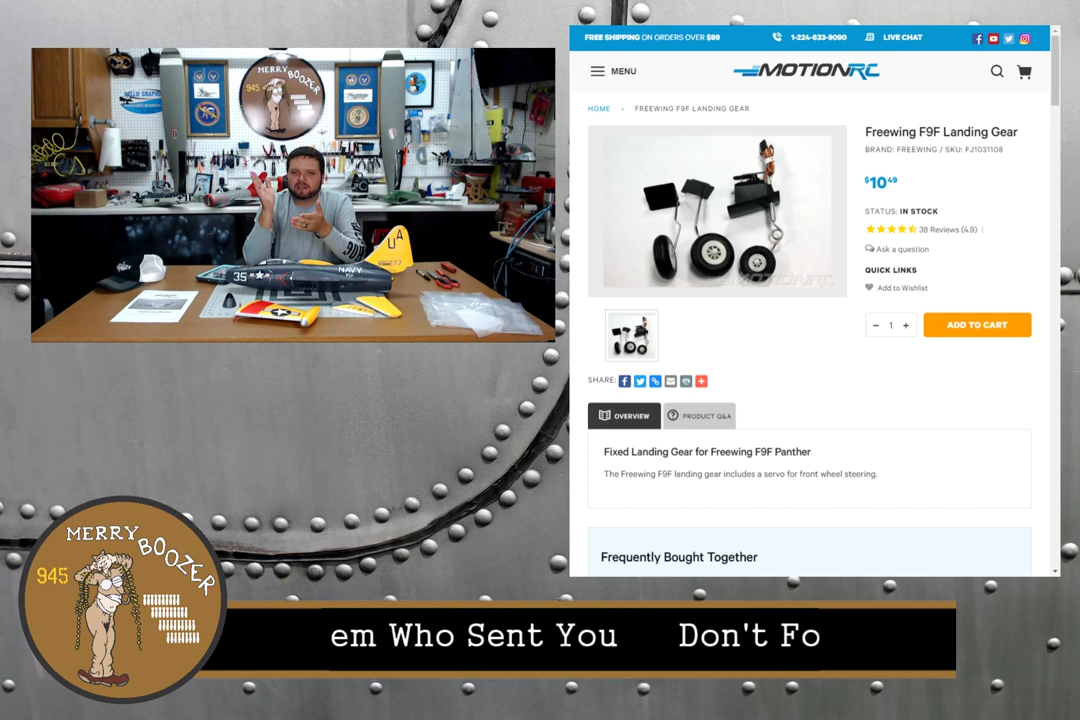 MERRY BOOZER
945
35
NAVY
U A
FREE SHIPPING ON ORDERS OVER $99
1-224-633-9090
LIVE CHAT
MENU
MOTIONRC
HOME
FREEWING F9F LANDING GEAR
Freewing F9F Landing Gear
BRAND: FREEWING / SKU: FJ1031108
$10 49
STATUS: IN STOCK
38 Reviews (4.9)
Ask a question
QUICK LINKS
Add to Wishlist
- 1 +
ADD TO CART
MOTIONRC
SHARE:
OVERVIEW
PRODUCT Q&A
Fixed Landing Gear for Freewing F9F Panther
The Freewing F9F landing gear includes a servo for front wheel steering.
Frequently Bought Together
MERRY BOOZER
945
em Who Sent You Don't Fo